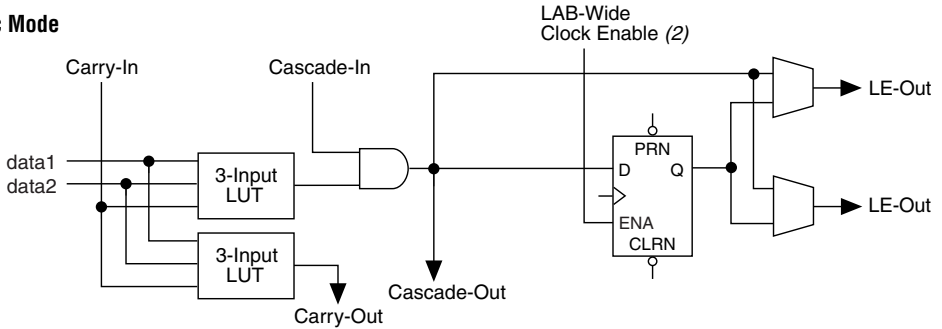 Mode
LAB-Wide
Clock Enable (2)
Carry-In
Cascade-In
LE-Out
PRN
data1
data2
3-Input
LUT
D
Q
LE-Out
ENA
CLRN
3-Input
LUT
Cascade-Out
Carry-Out